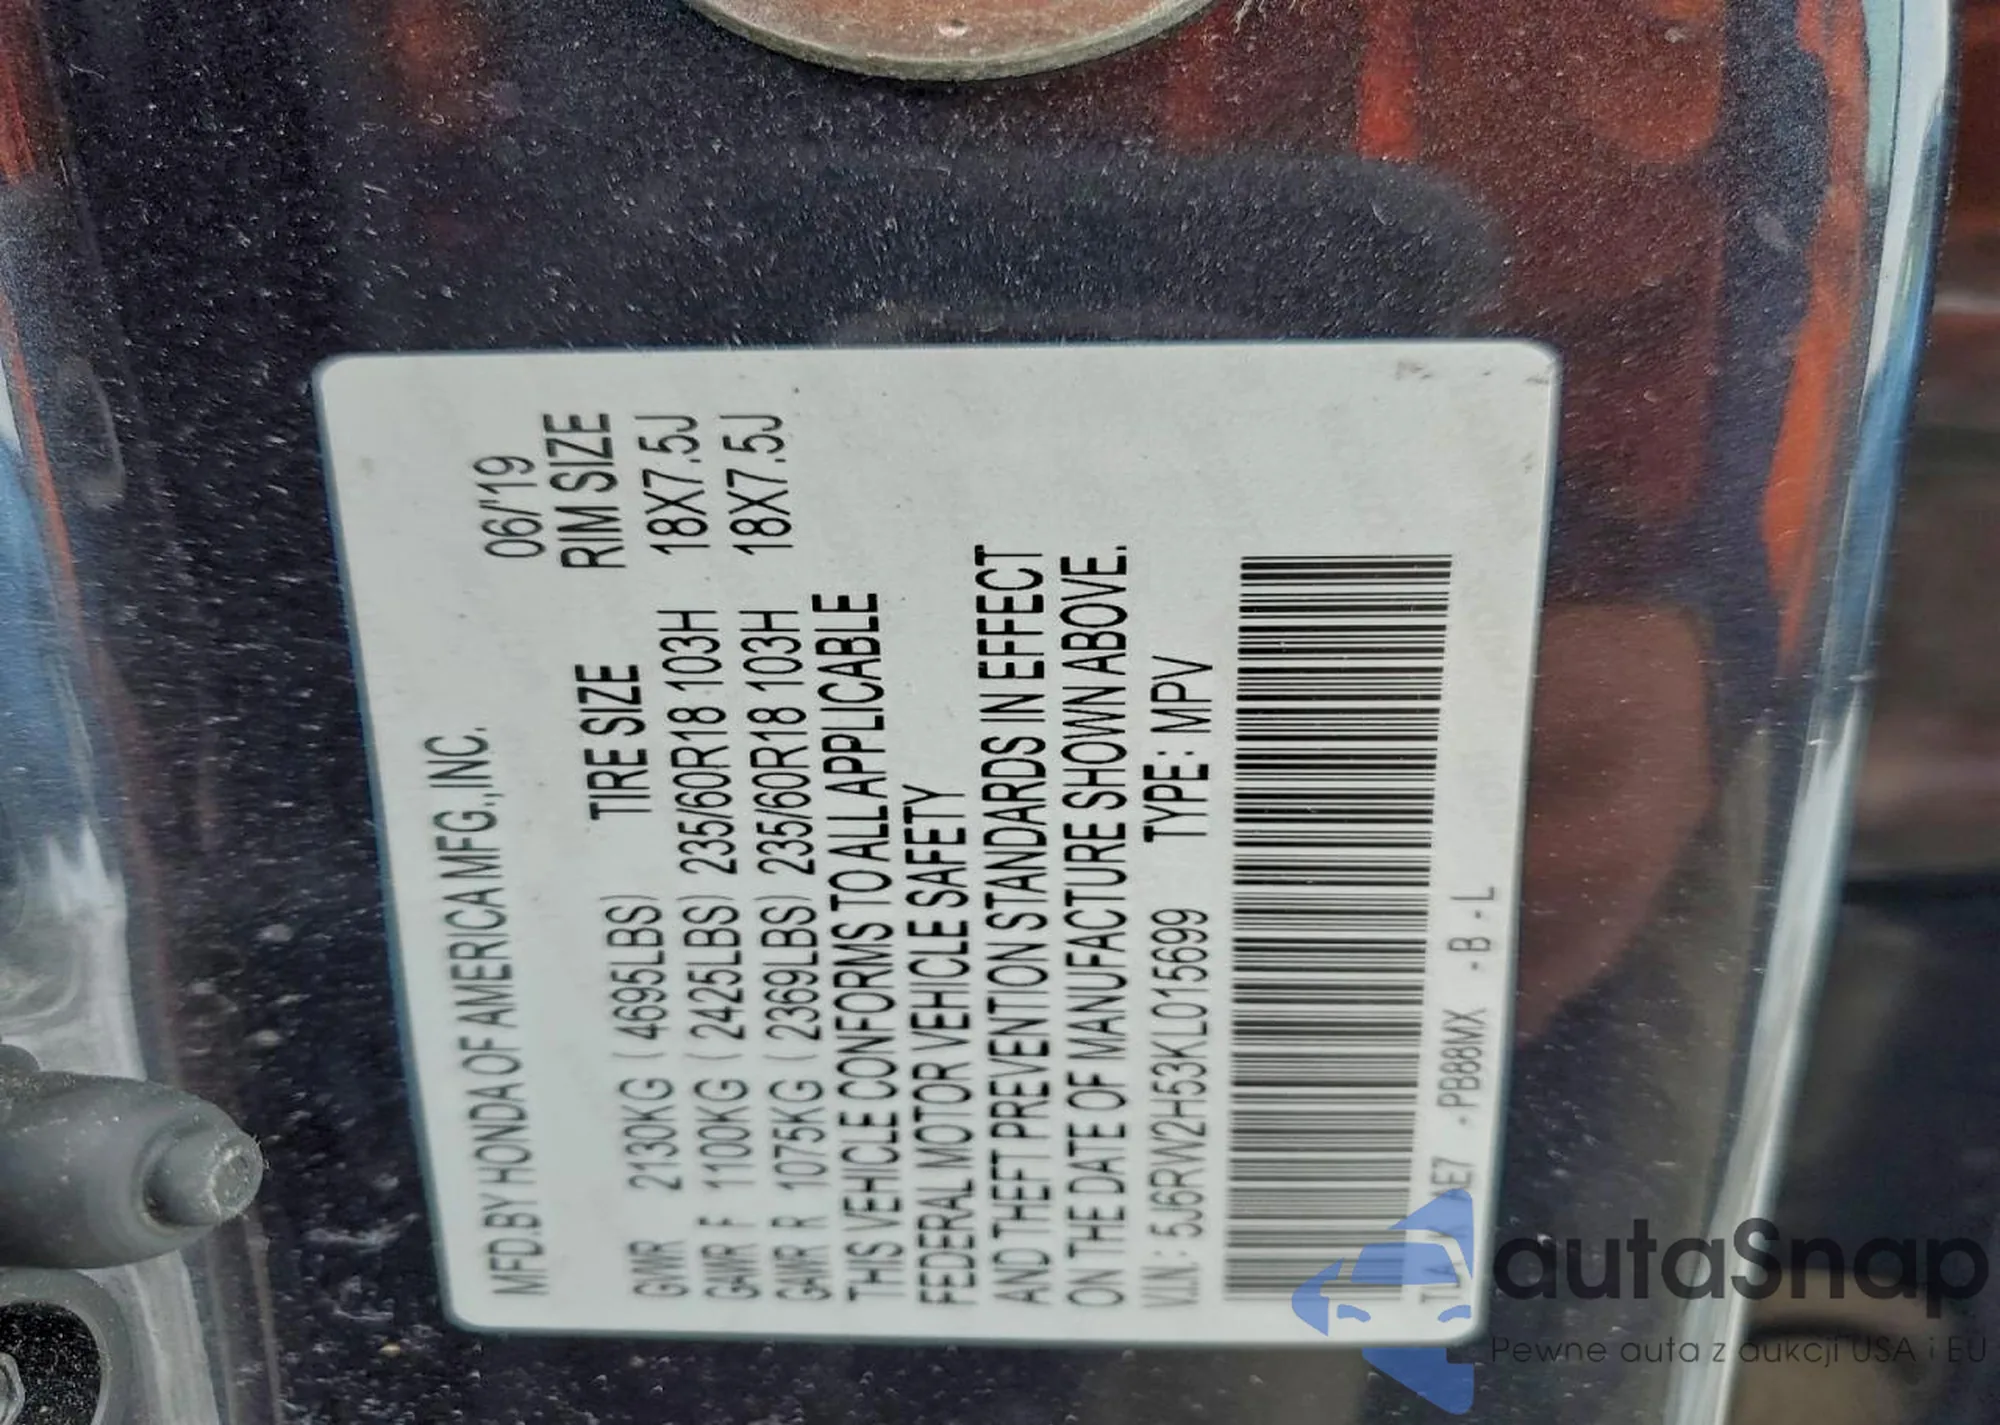 MFD.BY HONDA OF AMERICA MFG.,INC.
06/'19
GVWR 2130KG ( 4695LBS) TIRE SIZE RIM SIZE
GAWR F 1100KG ( 2425LBS) 235/60R18 103H 18X7.5J
GAWR R 1075KG ( 2369LBS) 235/60R18 103H 18X7.5J
THIS VEHICLE CONFORMS TO ALL APPLICABLE
FEDERAL MOTOR VEHICLE SAFETY
AND THEFT PREVENTION STANDARDS IN EFFECT
ON THE DATE OF MANUFACTURE SHOWN ABOVE.
V.I.N.: 5J6RW2H53KL015699 TYPE: MPV
-PB88MX -B-L
autaSnap
Pewne auta z aukcji USA i EU